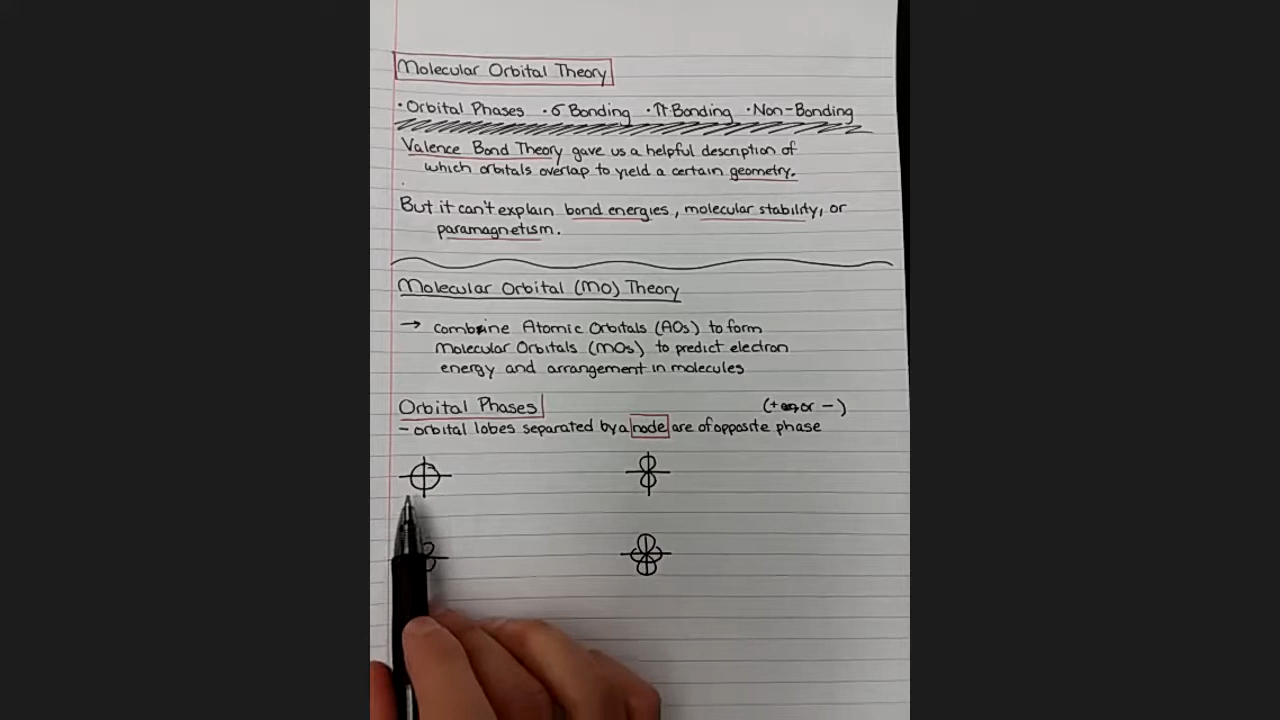 Molecular Orbital Theory
• Orbital Phases • σ Bonding • π Bonding • Non-Bonding
Valence Bond Theory gave us a helpful description of
which orbitals overlap to yield a certain geometry.
But it can't explain bond energies, molecular stability, or
paramagnetism.
Molecular Orbital (MO) Theory
→ combine Atomic Orbitals (AOs) to form
Molecular Orbitals (MOs) to predict electron
energy and arrangement in molecules
Orbital Phases (+ or −)
- orbital lobes separated by a node are of opposite phase